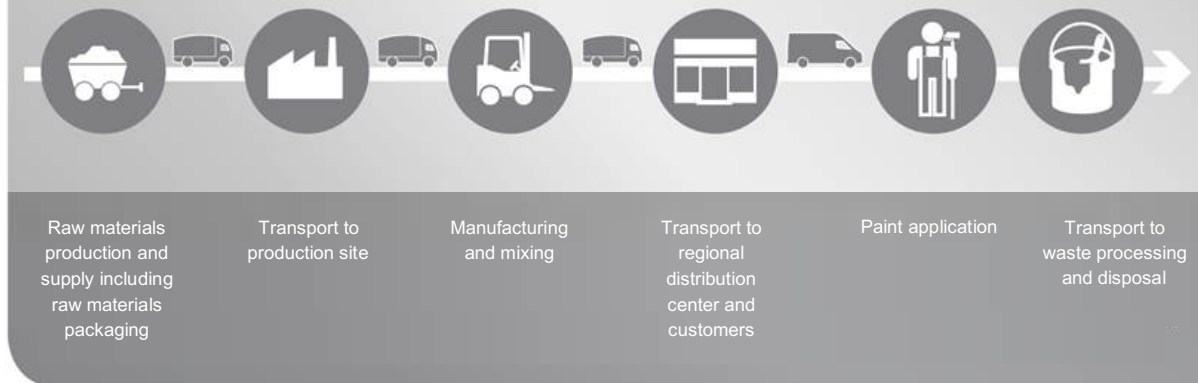 Raw materials
production and
supply including
raw materials
packaging
Transport to
production site
Manufacturing
and mixing
Transport to
regional
distribution
center and
customers
Paint application
Transport to
waste processing
and disposal